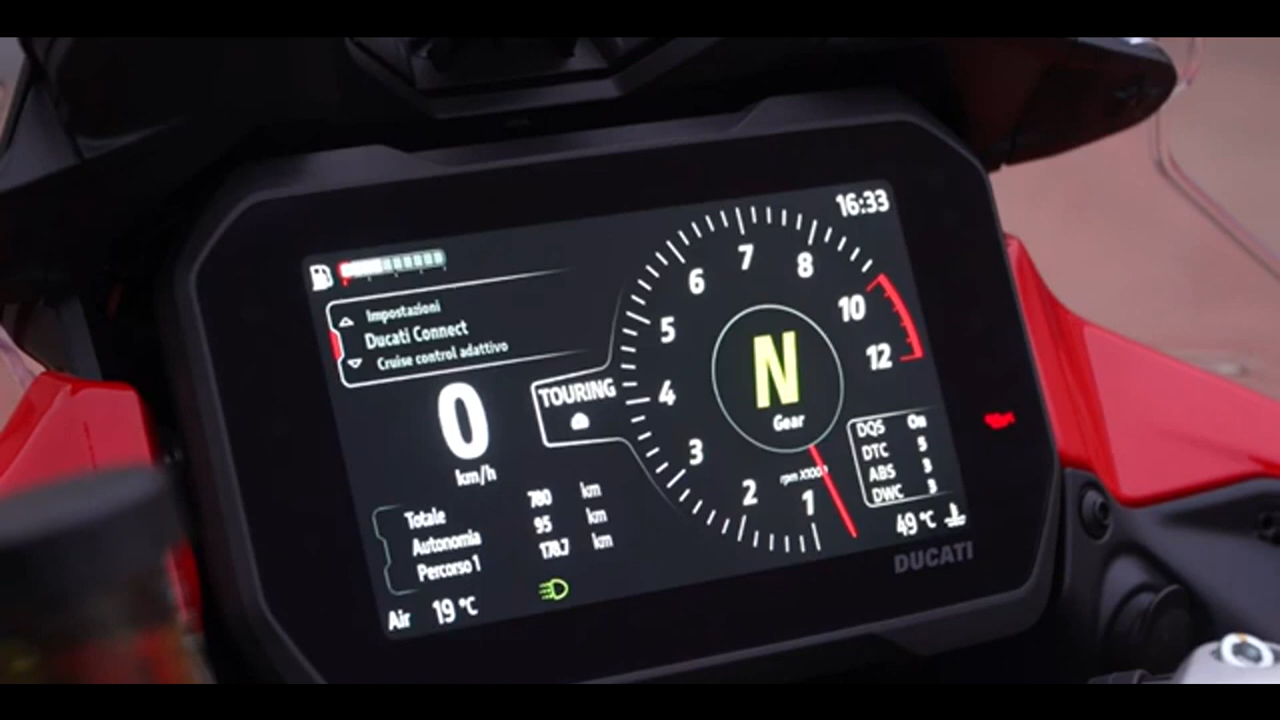 16:33
Impostazioni
Ducati Connect
Cruise control adattivo
0
km/h
TOURING
1
2
3
4
5
6
7
8
10
12
N
Gear
rpm X1000
DQS On
DTC 5
ABS 3
DWC 3
Totale 780 km
Autonomia 95 km
Percorso 1 178.7 km
Air 19 °C
49 °C
DUCATI